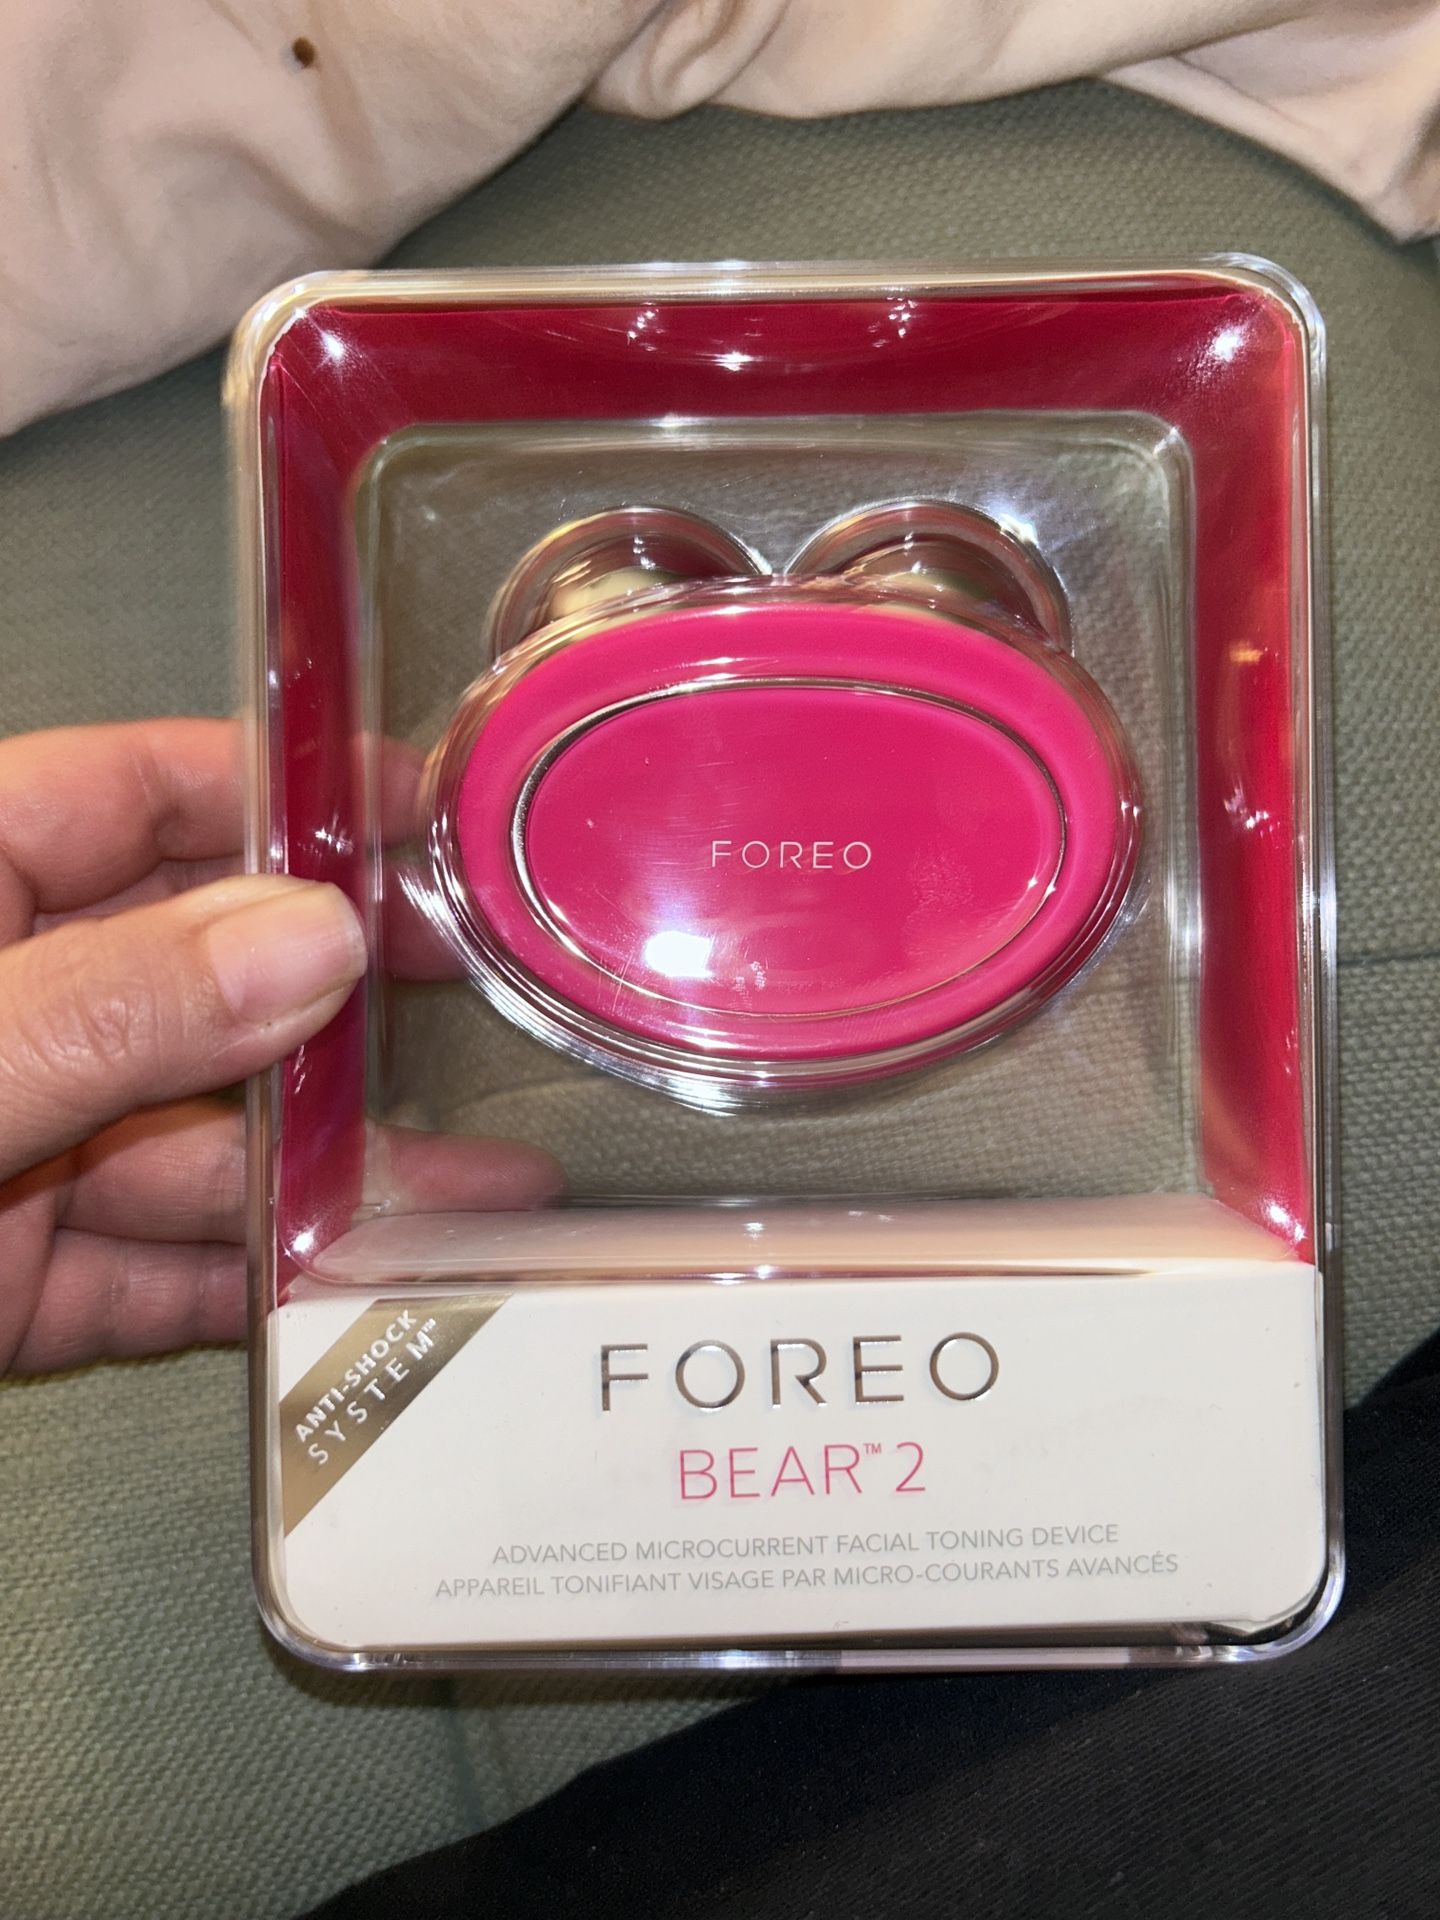 FOREO
ANTI-SHOCK
SYSTEM™
FOREO
BEAR™ 2
ADVANCED MICROCURRENT FACIAL TONING DEVICE
APPAREIL TONIFIANT VISAGE PAR MICRO-COURANTS AVANCÉS